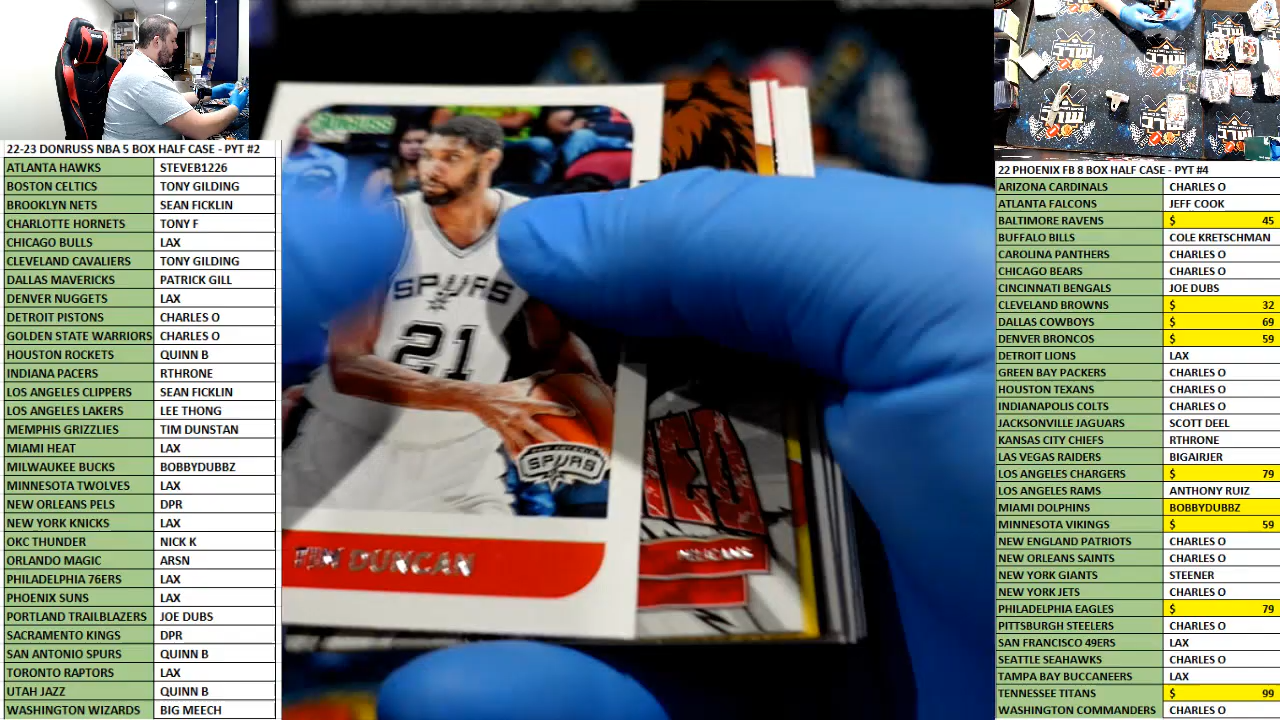 22-23 DONRUSS NBA 5 BOX HALF CASE - PYT #2
ATLANTA HAWKS STEVEB1226
BOSTON CELTICS TONY GILDING
BROOKLYN NETS SEAN FICKLIN
CHARLOTTE HORNETS TONY F
CHICAGO BULLS LAX
CLEVELAND CAVALIERS TONY GILDING
DALLAS MAVERICKS PATRICK GILL
DENVER NUGGETS LAX
DETROIT PISTONS CHARLES O
GOLDEN STATE WARRIORS CHARLES O
HOUSTON ROCKETS QUINN B
INDIANA PACERS RTHRONE
LOS ANGELES CLIPPERS SEAN FICKLIN
LOS ANGELES LAKERS LEE THONG
MEMPHIS GRIZZLIES TIM DUNSTAN
MIAMI HEAT LAX
MILWAUKEE BUCKS BOBBYDUBBZ
MINNESOTA TWOLVES LAX
NEW ORLEANS PELS DPR
NEW YORK KNICKS LAX
OKC THUNDER NICK K
ORLANDO MAGIC ARSN
PHILADELPHIA 76ERS LAX
PHOENIX SUNS LAX
PORTLAND TRAILBLAZERS JOE DUBS
SACRAMENTO KINGS DPR
SAN ANTONIO SPURS QUINN B
TORONTO RAPTORS LAX
UTAH JAZZ QUINN B
WASHINGTON WIZARDS BIG MEECH
SPURS
21
SPURS
TIM DUNCAN
PELICANS
22 PHOENIX FB 8 BOX HALF CASE - PYT #4
ARIZONA CARDINALS CHARLES O
ATLANTA FALCONS JEFF COOK
BALTIMORE RAVENS $ 45
BUFFALO BILLS COLE KRETSCHMAN
CAROLINA PANTHERS CHARLES O
CHICAGO BEARS CHARLES O
CINCINNATI BENGALS JOE DUBS
CLEVELAND BROWNS $ 32
DALLAS COWBOYS $ 69
DENVER BRONCOS $ 59
DETROIT LIONS LAX
GREEN BAY PACKERS CHARLES O
HOUSTON TEXANS CHARLES O
INDIANAPOLIS COLTS CHARLES O
JACKSONVILLE JAGUARS SCOTT DEEL
KANSAS CITY CHIEFS RTHRONE
LAS VEGAS RAIDERS BIGAIRJER
LOS ANGELES CHARGERS $ 79
LOS ANGELES RAMS ANTHONY RUIZ
MIAMI DOLPHINS BOBBYDUBBZ
MINNESOTA VIKINGS $ 59
NEW ENGLAND PATRIOTS CHARLES O
NEW ORLEANS SAINTS CHARLES O
NEW YORK GIANTS STEENER
NEW YORK JETS CHARLES O
PHILADELPHIA EAGLES $ 79
PITTSBURGH STEELERS CHARLES O
SAN FRANCISCO 49ERS LAX
SEATTLE SEAHAWKS CHARLES O
TAMPA BAY BUCCANEERS LAX
TENNESSEE TITANS $ 99
WASHINGTON COMMANDERS CHARLES O